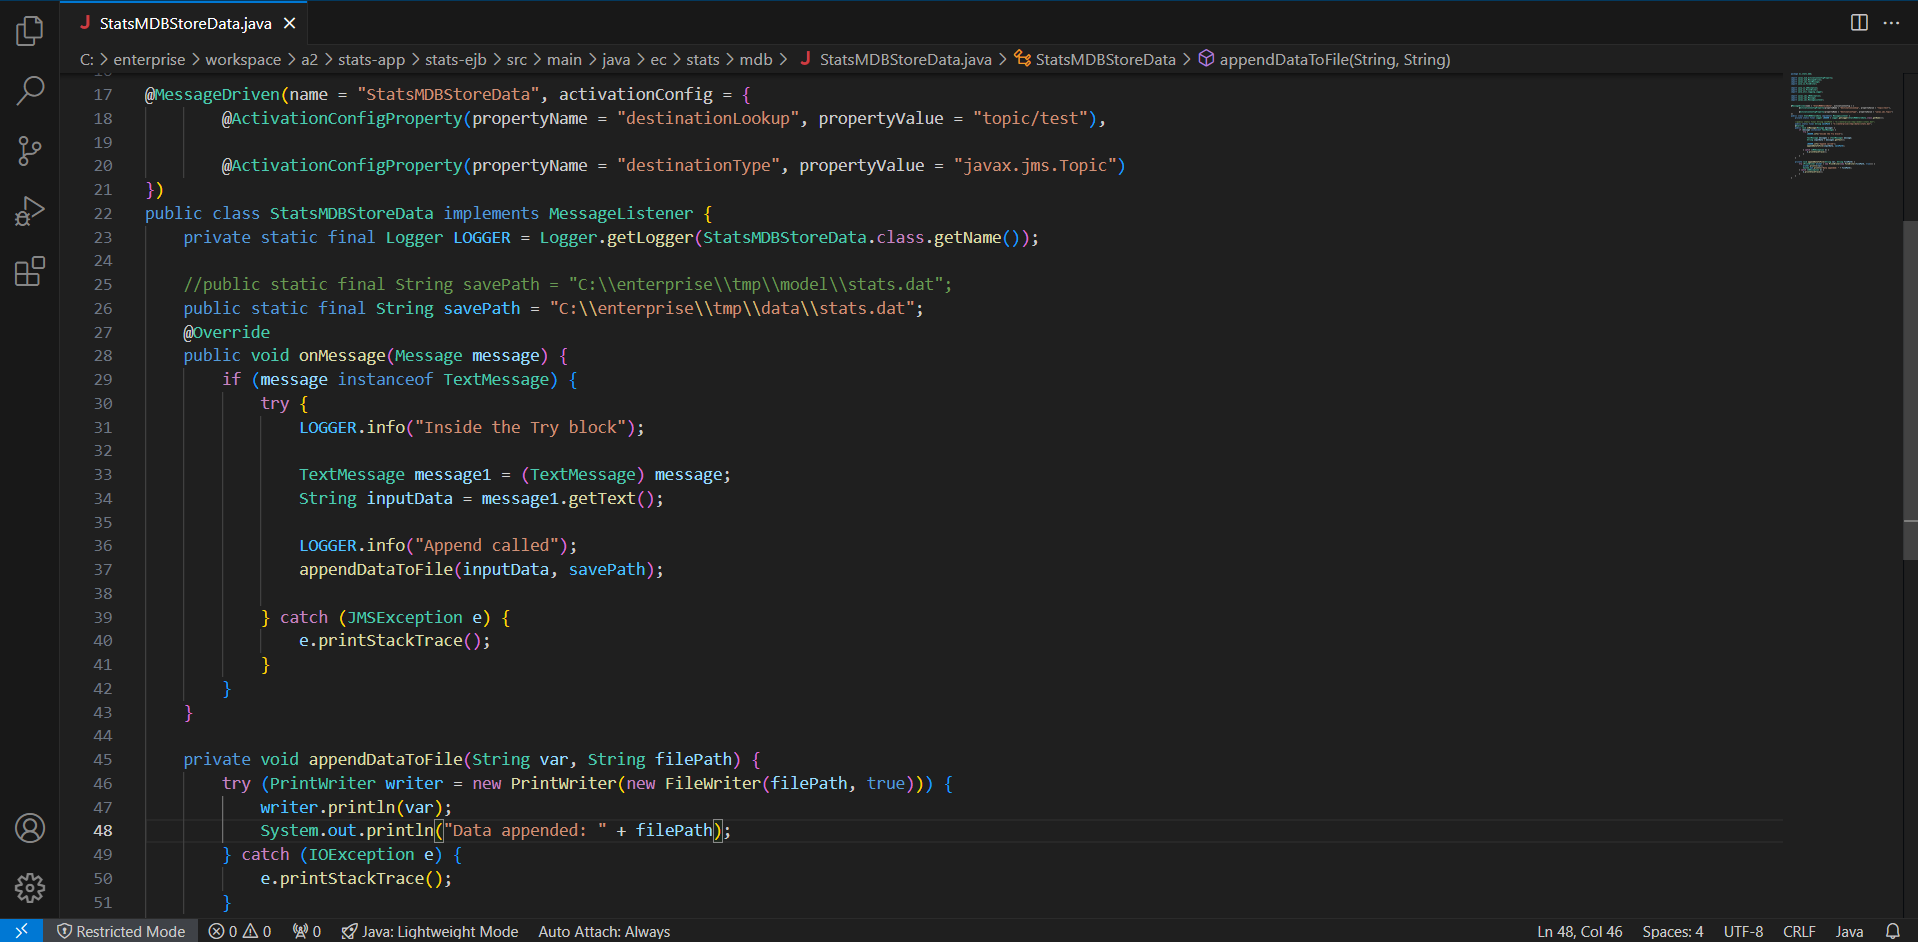 StatsMDBStoreData.java
C: > enterprise > workspace > a2 > stats-app > stats-ejb > src > main > java > ec > stats > mdb > StatsMDBStoreData.java > StatsMDBStoreData > appendDataToFile(String, String)
17 @MessageDriven(name = "StatsMDBStoreData", activationConfig = {
18 @ActivationConfigProperty(propertyName = "destinationLookup", propertyValue = "topic/test"),
19
20 @ActivationConfigProperty(propertyName = "destinationType", propertyValue = "javax.jms.Topic")
21 })
22 public class StatsMDBStoreData implements MessageListener {
23 private static final Logger LOGGER = Logger.getLogger(StatsMDBStoreData.class.getName());
24
25 //public static final String savePath = "C:\\enterprise\\tmp\\model\\stats.dat";
26 public static final String savePath = "C:\\enterprise\\tmp\\data\\stats.dat";
27 @Override
28 public void onMessage(Message message) {
29 if (message instanceof TextMessage) {
30 try {
31 LOGGER.info("Inside the Try block");
32
33 TextMessage message1 = (TextMessage) message;
34 String inputData = message1.getText();
35
36 LOGGER.info("Append called");
37 appendDataToFile(inputData, savePath);
38
39 } catch (JMSException e) {
40 e.printStackTrace();
41 }
42 }
43 }
44
45 private void appendDataToFile(String var, String filePath) {
46 try (PrintWriter writer = new PrintWriter(new FileWriter(filePath, true))) {
47 writer.println(var);
48 System.out.println("Data appended: " + filePath);
49 } catch (IOException e) {
50 e.printStackTrace();
51 }
Restricted Mode 0 0 0 Java: Lightweight Mode Auto Attach: Always Ln 48, Col 46 Spaces: 4 UTF-8 CRLF Java